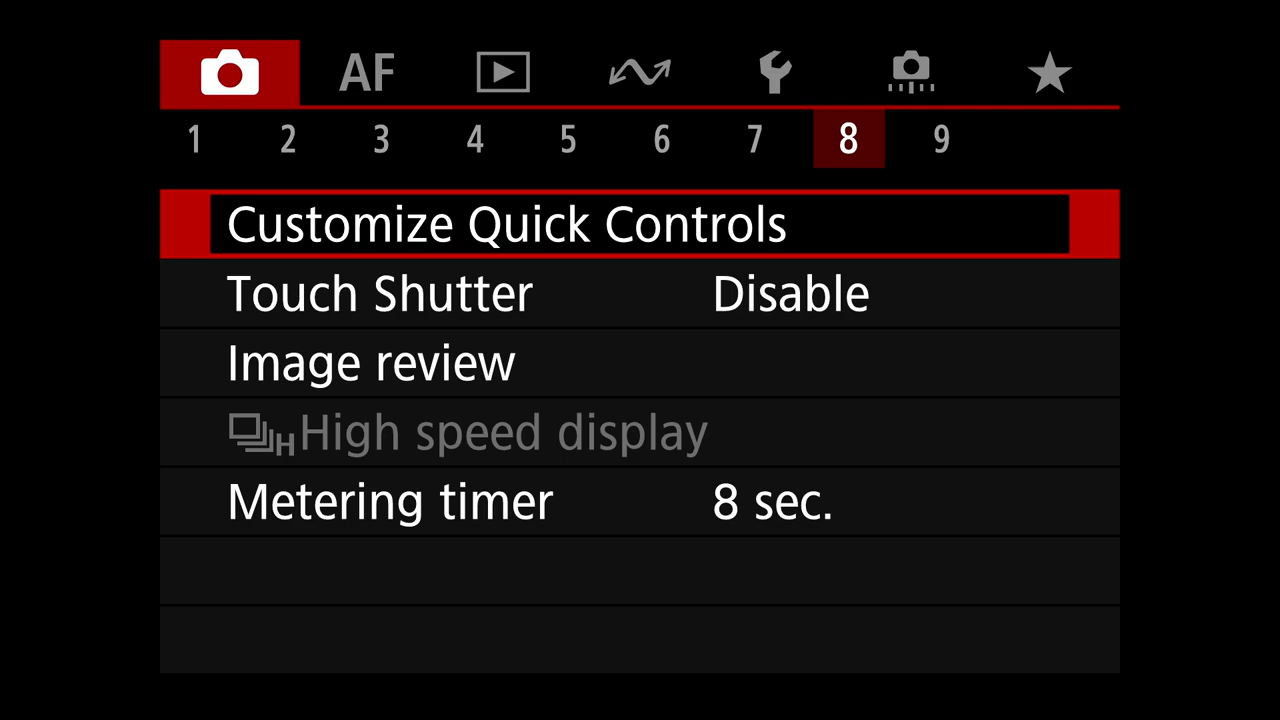 AF
1 2 3 4 5 6 7 8 9
Customize Quick Controls
Touch Shutter Disable
Image review
H High speed display
Metering timer 8 sec.